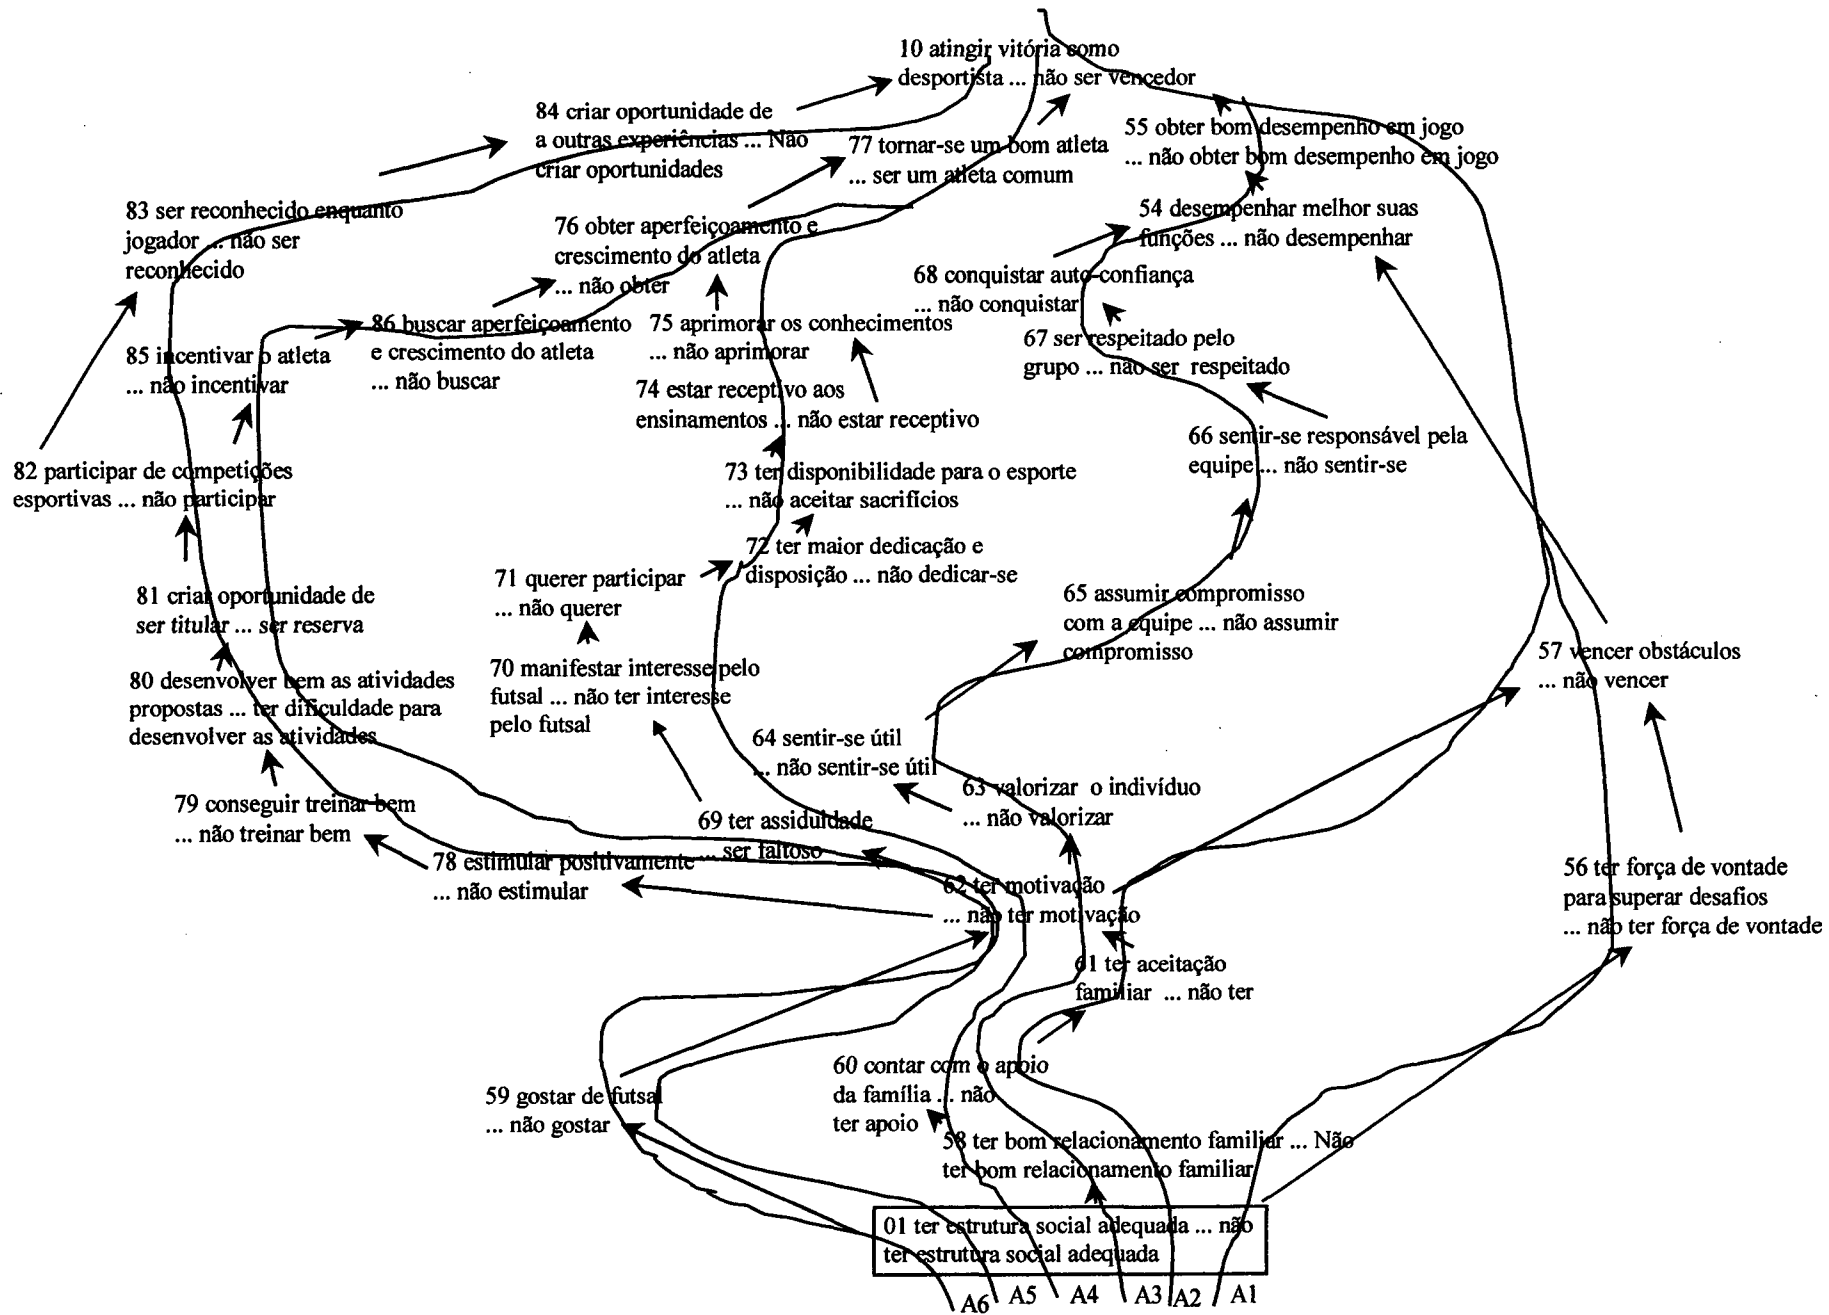 10 atingir vitória como
desportista ... não ser vencedor
84 criar oportunidade de
a outras experiências ... Não
criar oportunidades
77 tornar-se um bom atleta
... ser um atleta comum
55 obter bom desempenho em jogo
... não obter bom desempenho em jogo
83 ser reconhecido enquanto
jogador ... não ser
reconhecido
76 obter aperfeiçoamento e
crescimento do atleta
... não obter
54 desempenhar melhor suas
funções ... não desempenhar
68 conquistar auto-confiança
... não conquistar
85 incentivar o atleta
... não incentivar
86 buscar aperfeiçoamento
e crescimento do atleta
... não buscar
75 aprimorar os conhecimentos
... não aprimorar
67 ser respeitado pelo
grupo ... não ser respeitado
74 estar receptivo aos
ensinamentos ... não estar receptivo
66 sentir-se responsável pela
equipe ... não sentir-se
82 participar de competições
esportivas ... não participar
73 ter disponibilidade para o esporte
... não aceitar sacrifícios
72 ter maior dedicação e
disposição ... não dedicar-se
71 querer participar
... não querer
81 criar oportunidade de
ser titular ... ser reserva
65 assumir compromisso
com a equipe ... não assumir
compromisso
57 vencer obstáculos
... não vencer
80 desenvolver bem as atividades
propostas ... ter dificuldade para
desenvolver as atividades
70 manifestar interesse pelo
futsal ... não ter interesse
pelo futsal
64 sentir-se útil
... não sentir-se útil
63 valorizar o indivíduo
... não valorizar
79 conseguir treinar bem
... não treinar bem
69 ter assiduidade
... ser faltoso
78 estimular positivamente
... não estimular
62 ter motivação
... não ter motivação
56 ter força de vontade
para superar desafios
... não ter força de vontade
61 ter aceitação
familiar ... não ter
60 contar com o apoio
da família ... não
ter apoio
59 gostar de futsal
... não gostar
58 ter bom relacionamento familiar ... Não
ter bom relacionamento familiar
01 ter estrutura social adequada ... não
ter estrutura social adequada
A6 A5 A4 A3 A2 A1